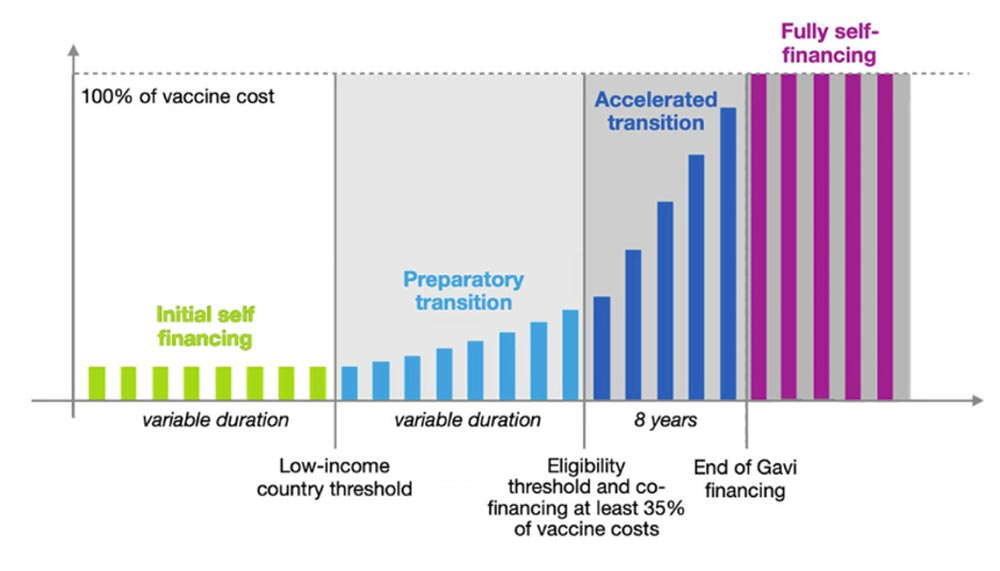 Fully self-
financing
100% of vaccine cost
Accelerated
transition
Preparatory
transition
Initial self
financing
variable duration
variable duration
8 years
Low-income
country threshold
Eligibility
threshold and co-
financing at least 35%
of vaccine costs
End of Gavi
financing